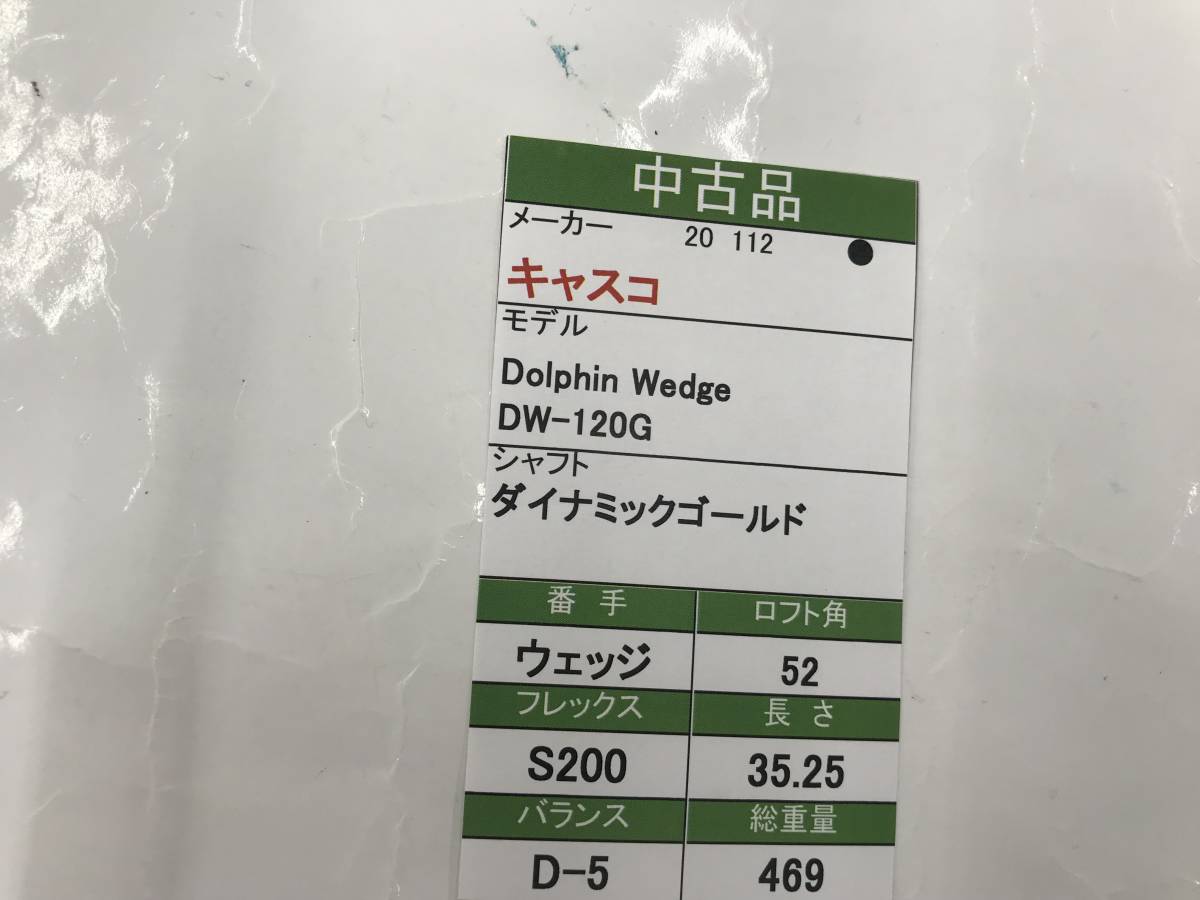 中古品
メーカー 20 112 ●
キャスコ
モデル
Dolphin Wedge
DW-120G
シャフト
ダイナミックゴールド
番 手 ロフト角
ウェッジ 52
フレックス 長 さ
S200 35.25
バランス 総重量
D-5 469